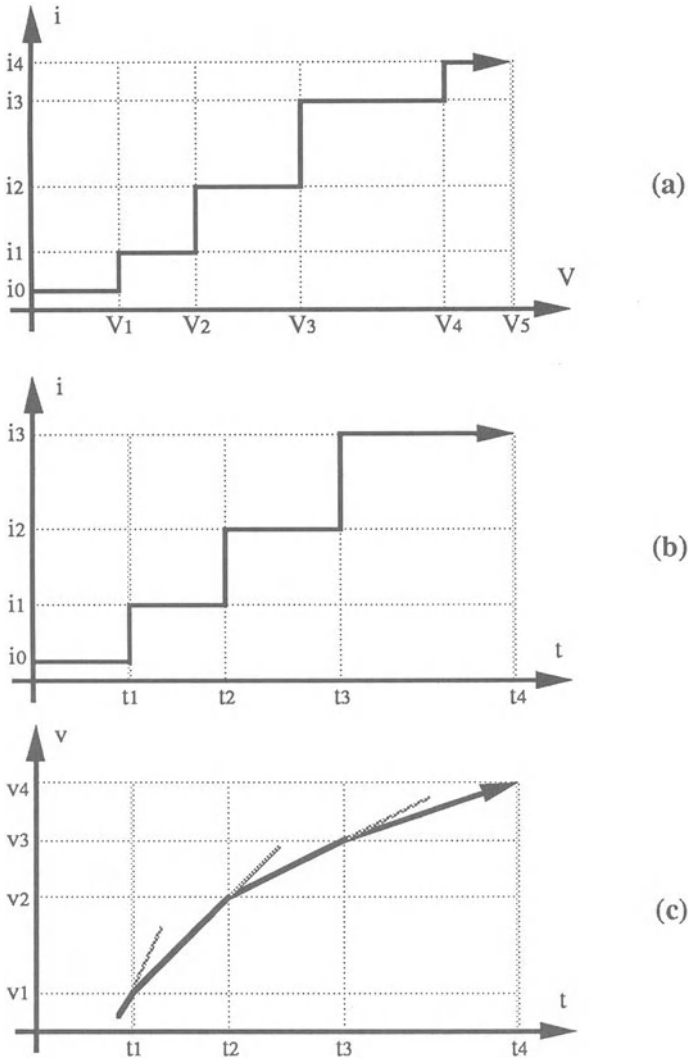 i
i4
i3
i2
i1
i0
(a)
V
V1 V2 V3 V4 V5
i
i3
i2
i1
i0
(b)
t
t1 t2 t3 t4
v
v4
v3
v2
v1
(c)
t
t1 t2 t3 t4